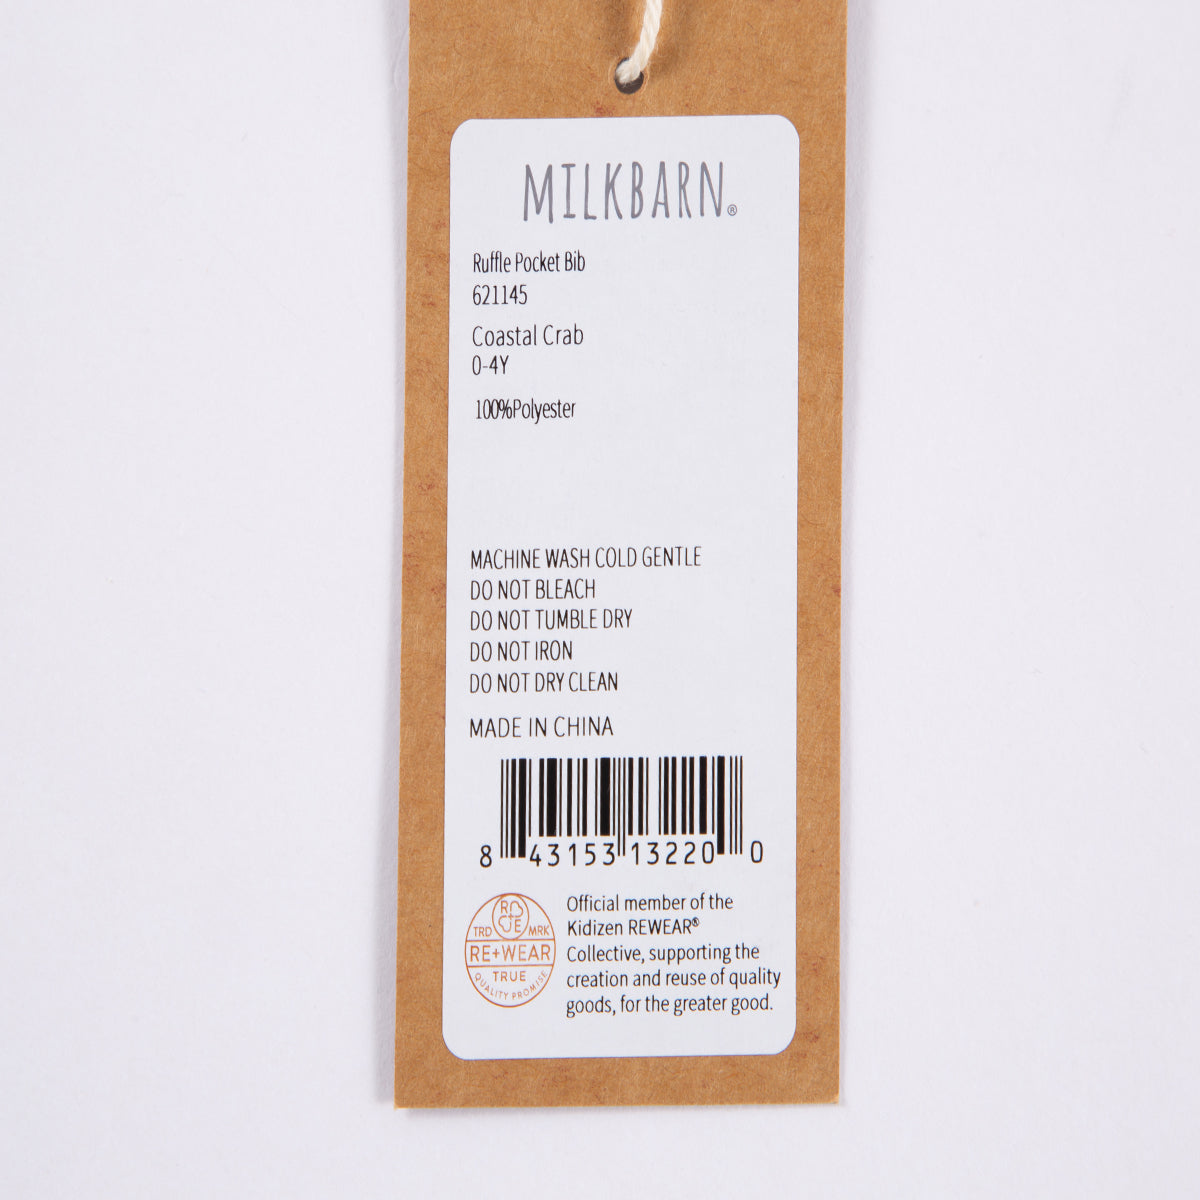 MILKBARN®
Ruffle Pocket Bib
621145
Coastal Crab
0-4Y
100%Polyester
MACHINE WASH COLD GENTLE
DO NOT BLEACH
DO NOT TUMBLE DRY
DO NOT IRON
DO NOT DRY CLEAN
MADE IN CHINA
8 43153 13220 0
TRD MRK
RE+WEAR
TRUE
QUALITY PROMISE
Official member of the
Kidizen REWEAR®
Collective, supporting the
creation and reuse of quality
goods, for the greater good.